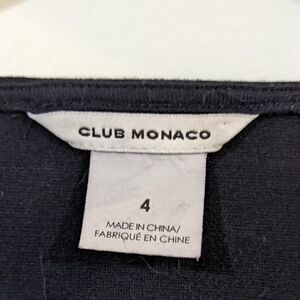 CLUB MONACO
4
MADE IN CHINA/
FABRIQUÉ EN CHINE